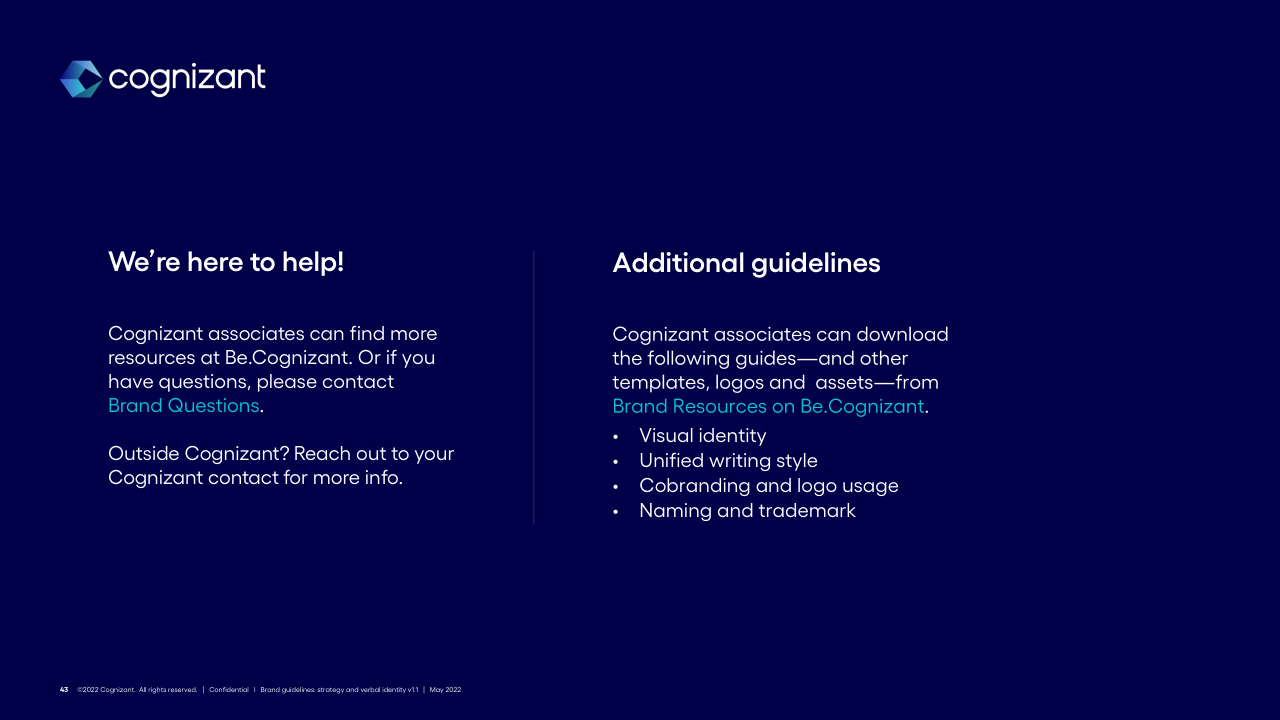 cognizant
We’re here to help!
Cognizant associates can find more
resources at Be.Cognizant. Or if you
have questions, please contact
Brand Questions.
Outside Cognizant? Reach out to your
Cognizant contact for more info.
Additional guidelines
Cognizant associates can download
the following guides—and other
templates, logos and  assets—from
Brand Resources on Be.Cognizant.
• Visual identity
• Unified writing style
• Cobranding and logo usage
• Naming and trademark
43 ©2022 Cognizant. All rights reserved. | Confidential I Brand guidelines: strategy and verbal identity v1.1 | May 2022